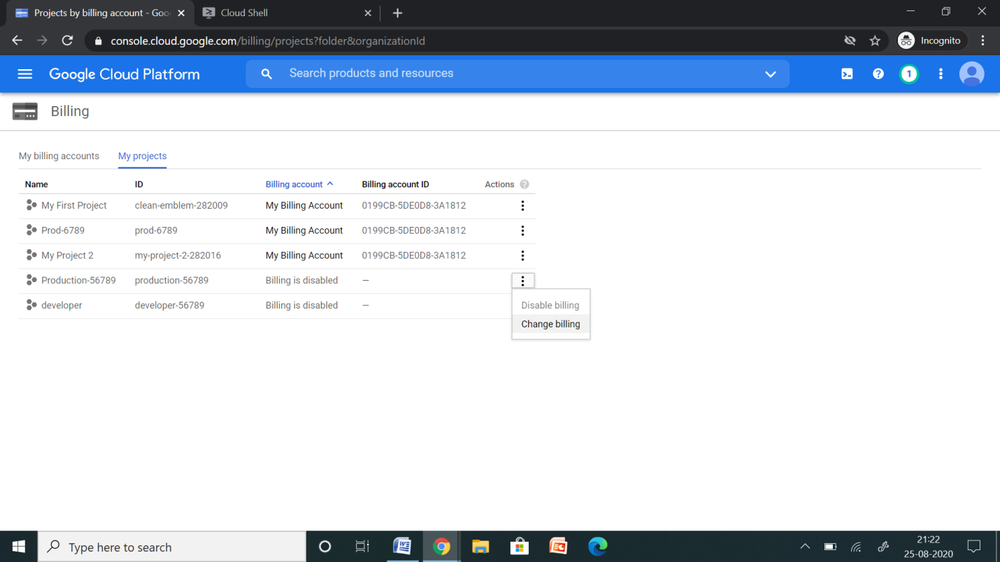 Projects by billing account - Goo
Cloud Shell
console.cloud.google.com/billing/projects?folder&organizationId
Incognito
Google Cloud Platform
Search products and resources
1
Billing
My billing accounts My projects
Name ID Billing account Billing account ID Actions
My First Project clean-emblem-282009 My Billing Account 0199CB-5DE0D8-3A1812
Prod-6789 prod-6789 My Billing Account 0199CB-5DE0D8-3A1812
My Project 2 my-project-2-282016 My Billing Account 0199CB-5DE0D8-3A1812
Production-56789 production-56789 Billing is disabled —
developer developer-56789 Billing is disabled —
Disable billing
Change billing
Type here to search
21:22
25-08-2020